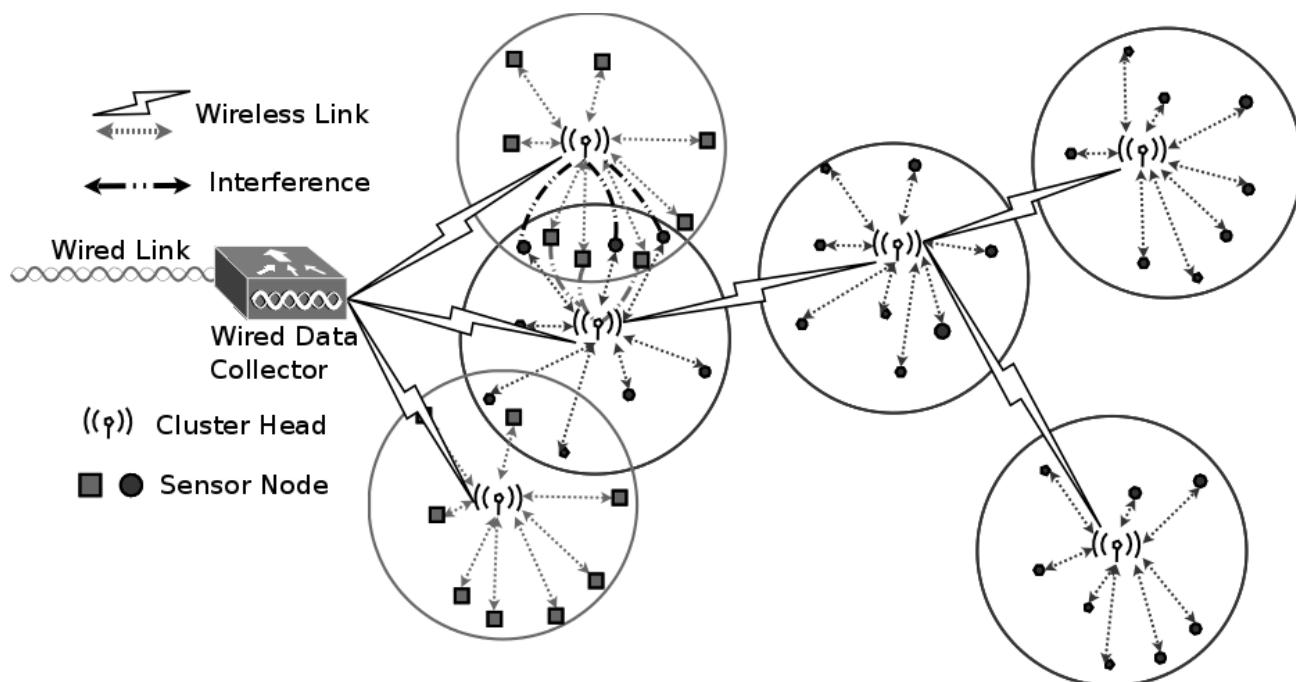 Wireless Link
Interference
Wired Link
Wired Data
Collector
Cluster Head
Sensor Node